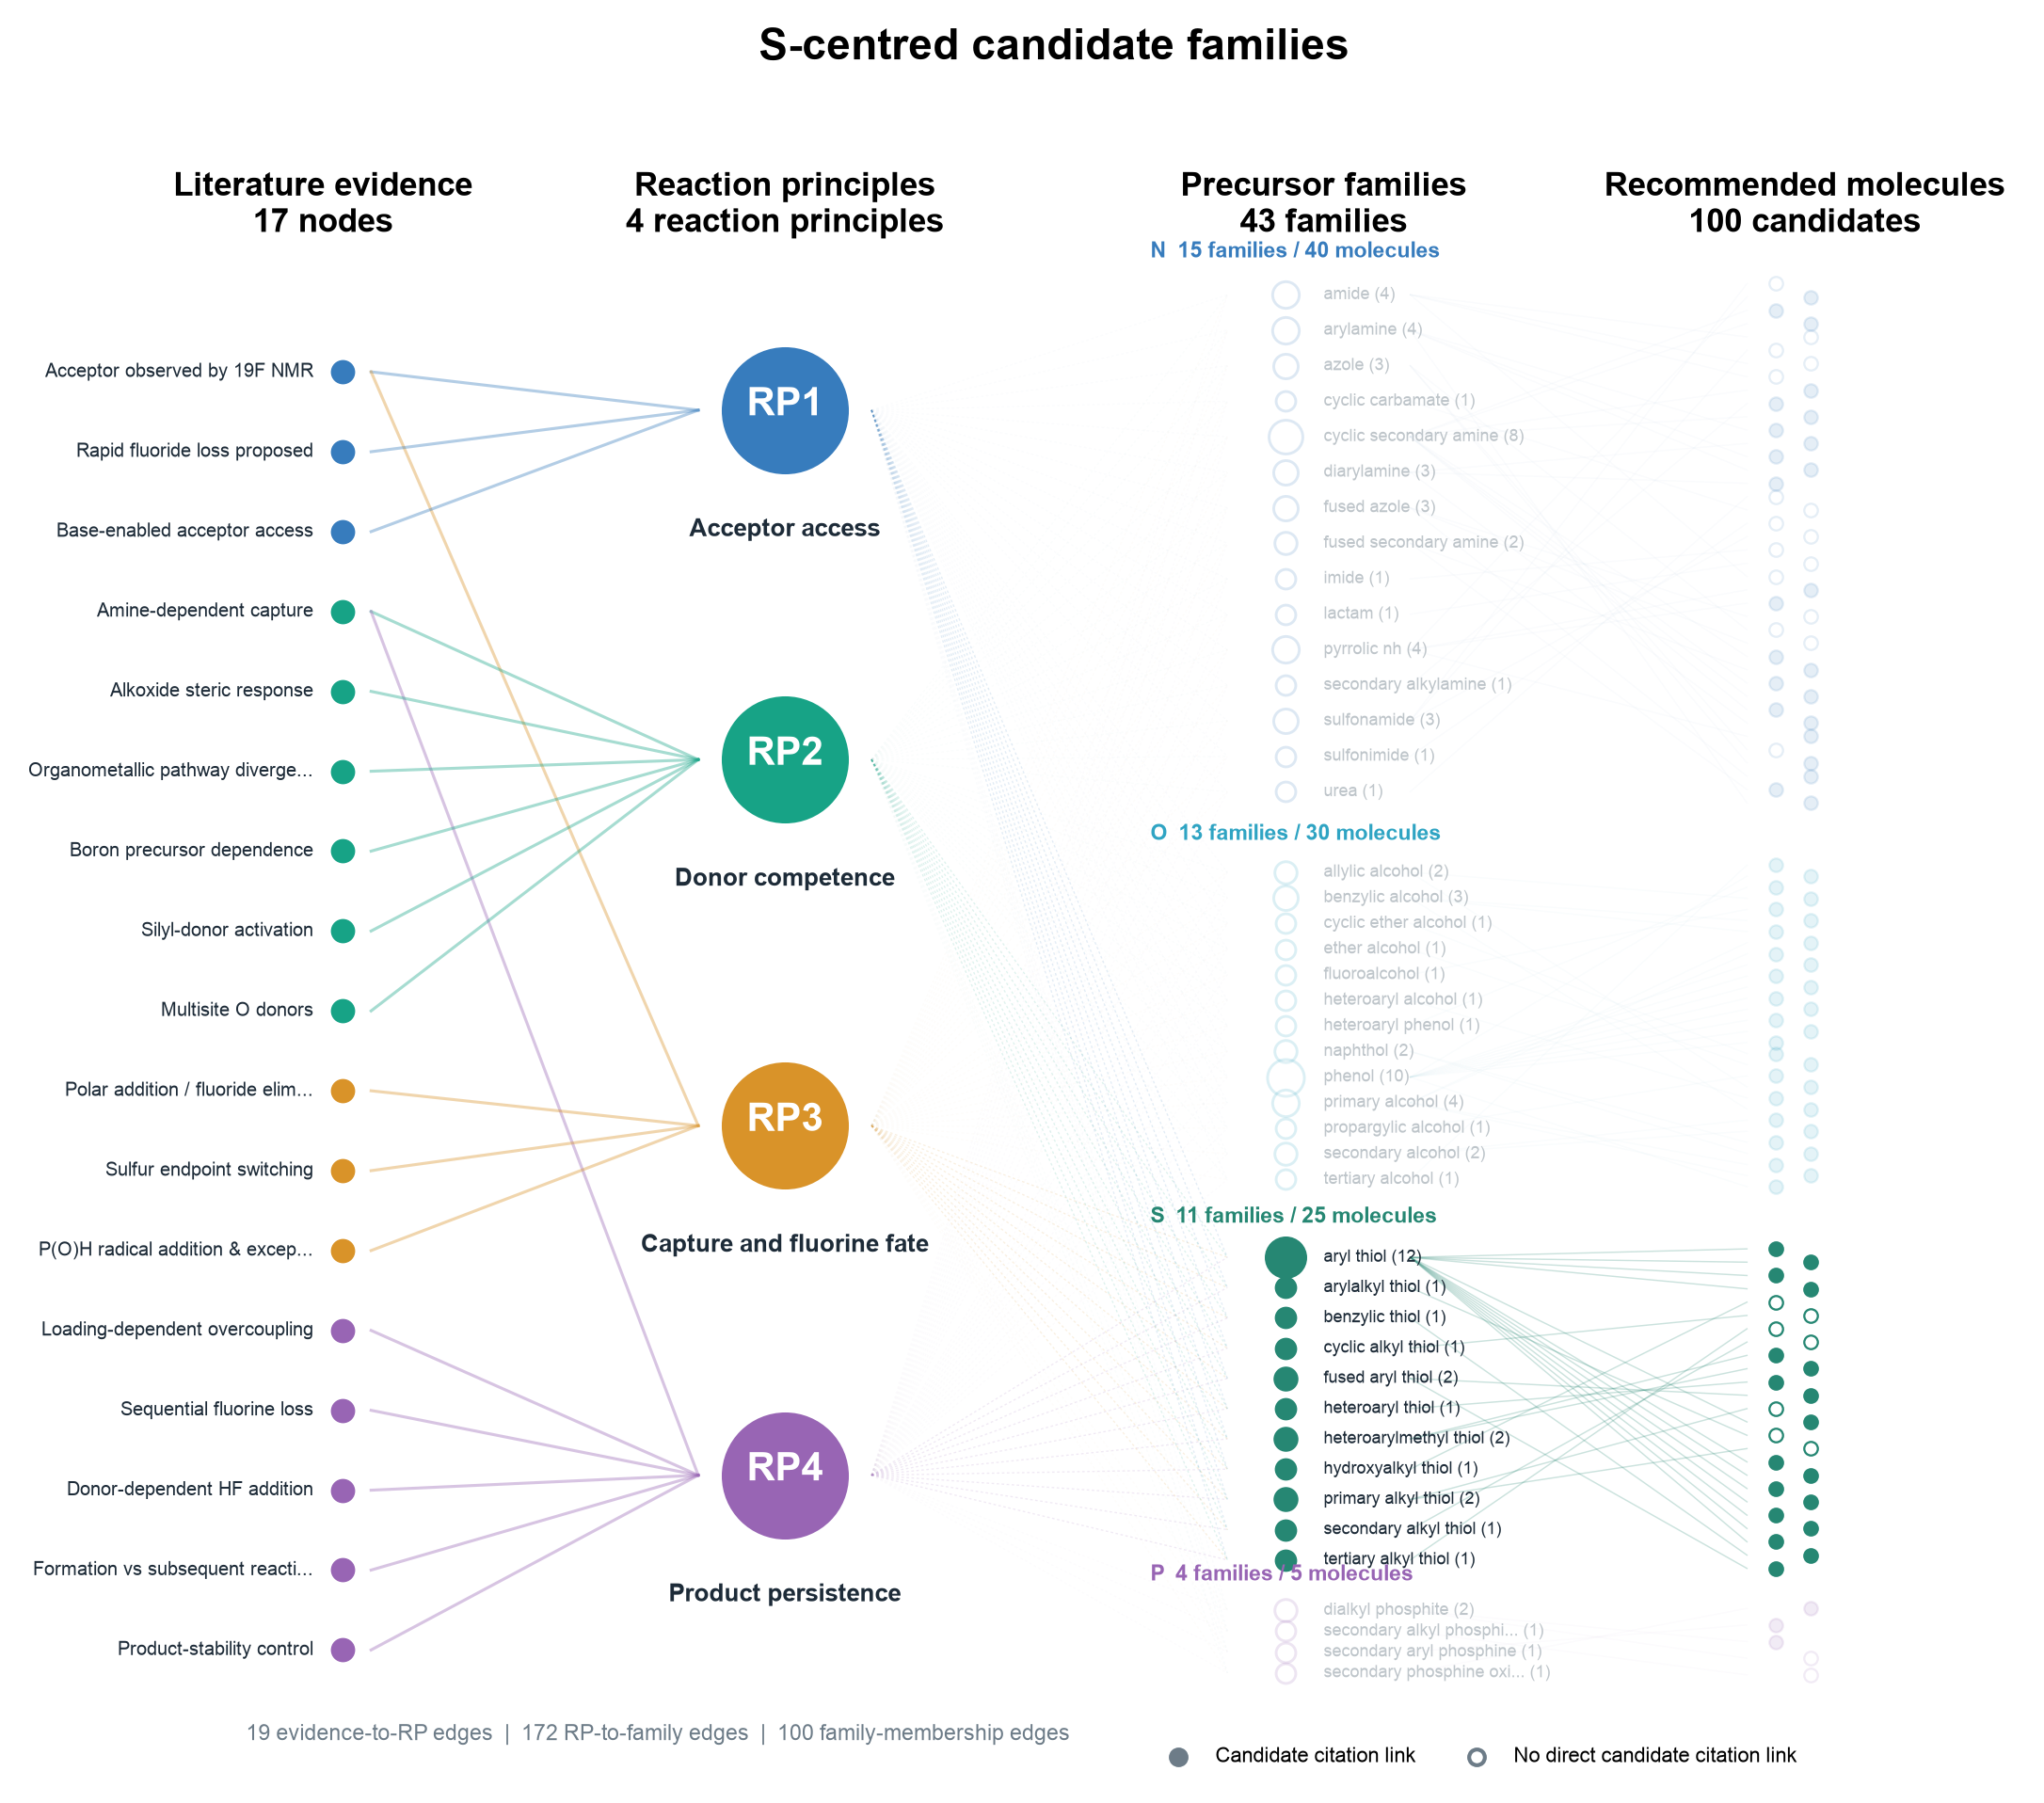 S-centred candidate families
Literature evidence
17 nodes
Reaction principles
4 reaction principles
Precursor families
43 families
Recommended molecules
100 candidates
Acceptor observed by 19F NMR
Rapid fluoride loss proposed
Base-enabled acceptor access
Amine-dependent capture
Alkoxide steric response
Organometallic pathway diverge...
Boron precursor dependence
Silyl-donor activation
Multisite O donors
Polar addition / fluoride elim...
Sulfur endpoint switching
P(O)H radical addition & excep...
Loading-dependent overcoupling
Sequential fluorine loss
Donor-dependent HF addition
Formation vs subsequent reacti...
Product-stability control
RP1
Acceptor access
RP2
Donor competence
RP3
Capture and fluorine fate
RP4
Product persistence
N 15 families / 40 molecules
amide (4)
arylamine (4)
azole (3)
cyclic carbamate (1)
cyclic secondary amine (8)
diarylamine (3)
fused azole (3)
fused secondary amine (2)
imide (1)
lactam (1)
pyrrolic nh (4)
secondary alkylamine (1)
sulfonamide (3)
sulfonimide (1)
urea (1)
O 13 families / 30 molecules
allylic alcohol (2)
benzylic alcohol (3)
cyclic ether alcohol (1)
ether alcohol (1)
fluoroalcohol (1)
heteroaryl alcohol (1)
heteroaryl phenol (1)
naphthol (2)
phenol (10)
primary alcohol (4)
propargylic alcohol (1)
secondary alcohol (2)
tertiary alcohol (1)
S 11 families / 25 molecules
aryl thiol (12)
arylalkyl thiol (1)
benzylic thiol (1)
cyclic alkyl thiol (1)
fused aryl thiol (2)
heteroaryl thiol (1)
heteroarylmethyl thiol (2)
hydroxyalkyl thiol (1)
primary alkyl thiol (2)
secondary alkyl thiol (1)
tertiary alkyl thiol (1)
P 4 families / 5 molecules
dialkyl phosphite (2)
secondary alkyl phosphi... (1)
secondary aryl phosphine (1)
secondary phosphine oxi... (1)
19 evidence-to-RP edges | 172 RP-to-family edges | 100 family-membership edges
Candidate citation link
No direct candidate citation link